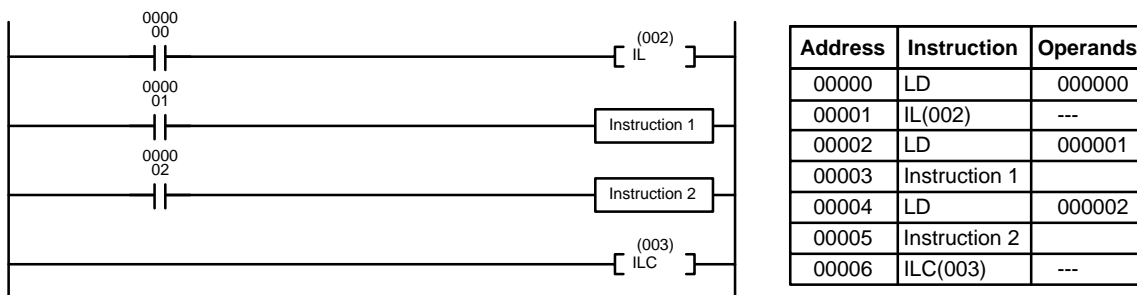 0000
00
(002)
IL
0000
01
Instruction 1
0000
02
Instruction 2
(003)
ILC
Address Instruction Operands
00000 LD 000000
00001 IL(002) ---
00002 LD 000001
00003 Instruction 1
00004 LD 000002
00005 Instruction 2
00006 ILC(003) ---